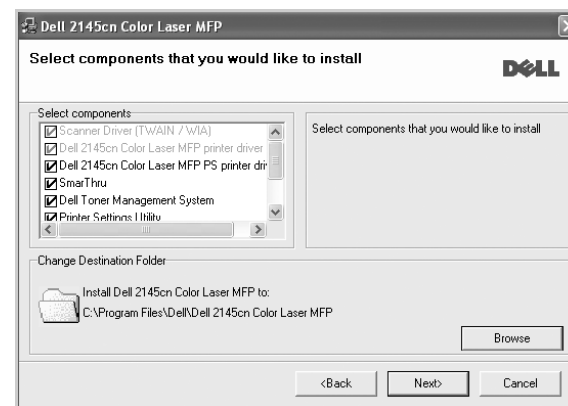 Dell 2145cn Color Laser MFP
Select components that you would like to install
DELL
Select components
Scanner Driver (TWAIN / WIA)
Dell 2145cn Color Laser MFP printer driver
Dell 2145cn Color Laser MFP PS printer dri
SmarThru
Dell Toner Management System
Printer Settings Utility
Select components that you would like to install
Change Destination Folder
Install Dell 2145cn Color Laser MFP to:
C:\Program Files\Dell\Dell 2145cn Color Laser MFP
Browse
<Back
Next>
Cancel